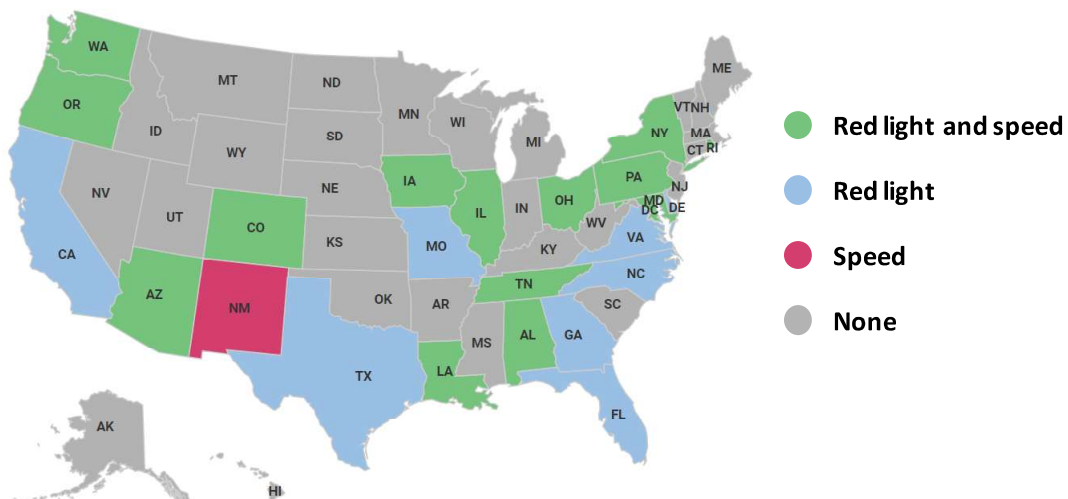 WA
MT
ND
MN
ME
OR
ID
SD
WI
MI
VT
NH
NY
MA
CT
RI
WY
NE
IA
PA
NJ
NV
UT
CO
KS
MO
IL
IN
OH
MD
DC
DE
WV
VA
KY
CA
AZ
NM
OK
AR
TN
NC
SC
MS
AL
GA
TX
LA
FL
AK
HI
Red light and speed
Red light
Speed
None